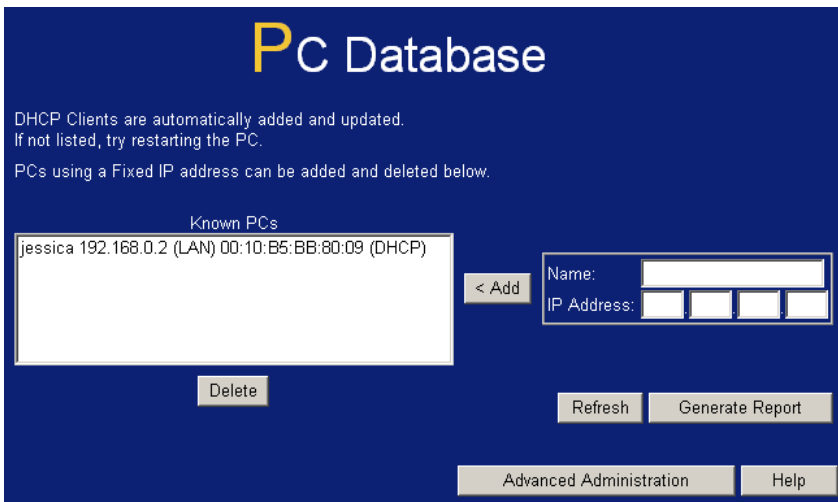 PC Database
DHCP Clients are automatically added and updated.
If not listed, try restarting the PC.
PCs using a Fixed IP address can be added and deleted below.
Known PCs
jessica 192.168.0.2 (LAN) 00:10:B5:BB:80:09 (DHCP)
< Add
Name:
IP Address: . . .
Delete
Refresh
Generate Report
Advanced Administration
Help